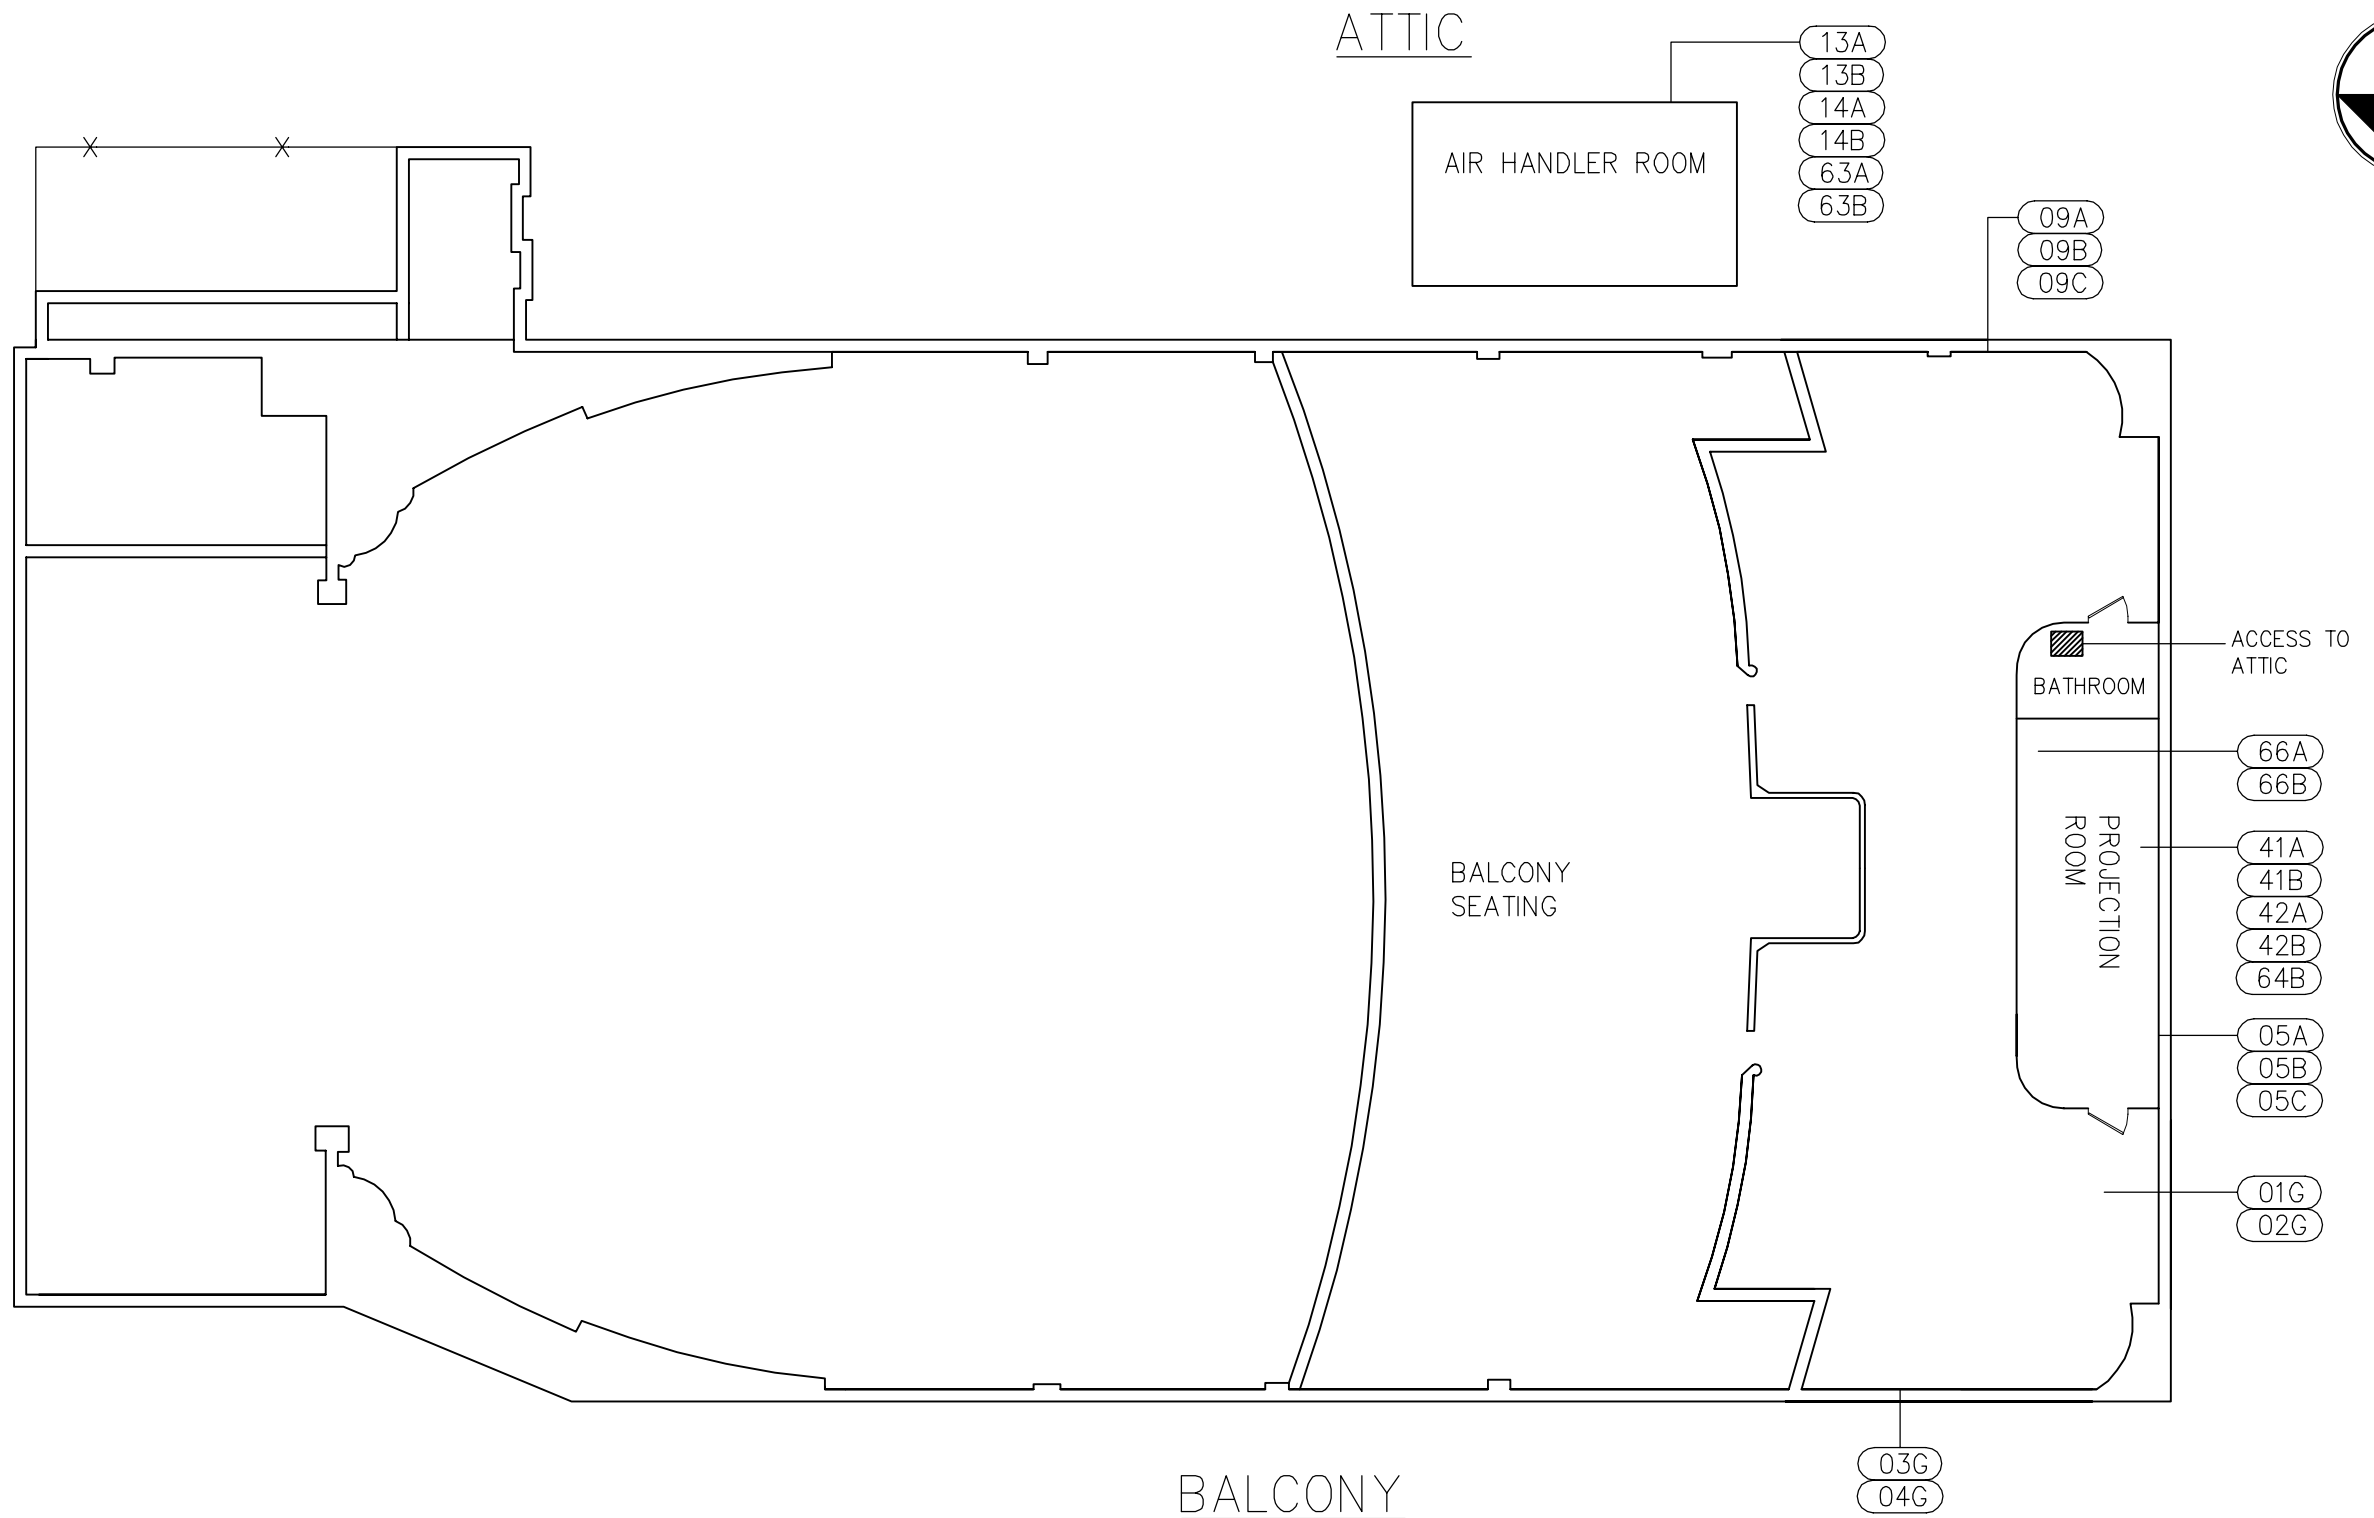 ATTIC
13A
13B
14A
14B
63A
63B
AIR HANDLER ROOM
09A
09B
09C
ACCESS TO
ATTIC
BATHROOM
66A
66B
PROJECTION
ROOM
41A
41B
42A
42B
64B
BALCONY
SEATING
05A
05B
05C
01G
02G
03G
04G
BALCONY